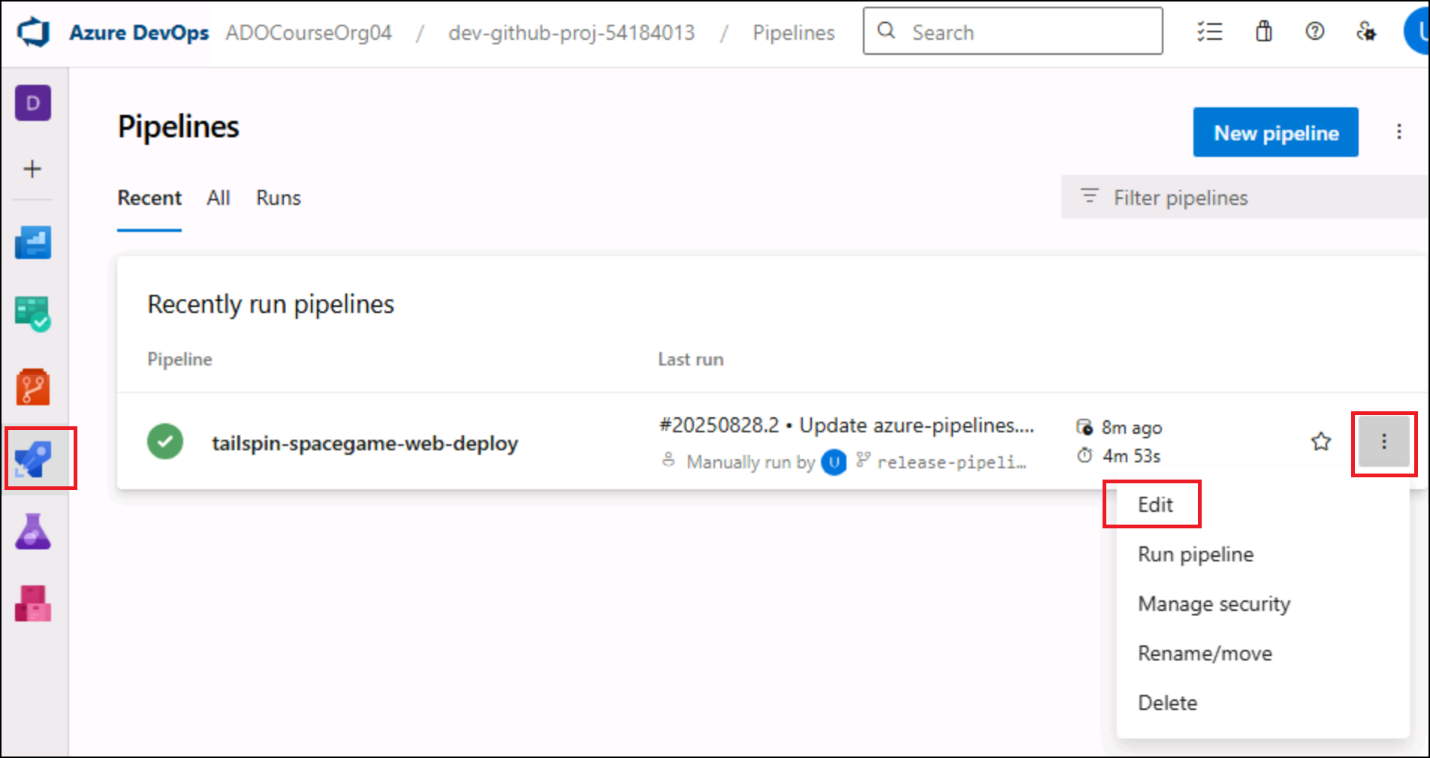 Azure DevOps ADOCourseOrg04 / dev-github-proj-54184013 / Pipelines Search U
D
Pipelines
New pipeline
Recent All Runs
Filter pipelines
Recently run pipelines
Pipeline Last run
tailspin-spacegame-web-deploy
#20250828.2 • Update azure-pipelines....
Manually run by U release-pipeli...
8m ago
4m 53s
Edit
Run pipeline
Manage security
Rename/move
Delete